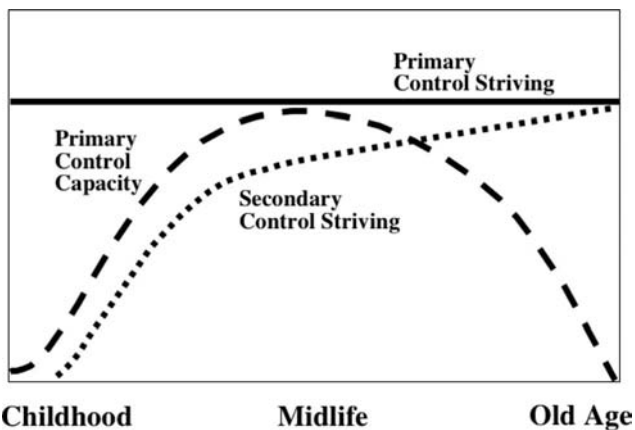 Primary
Control Striving
Primary
Control
Capacity
Secondary
Control Striving
Childhood
Midlife
Old Age